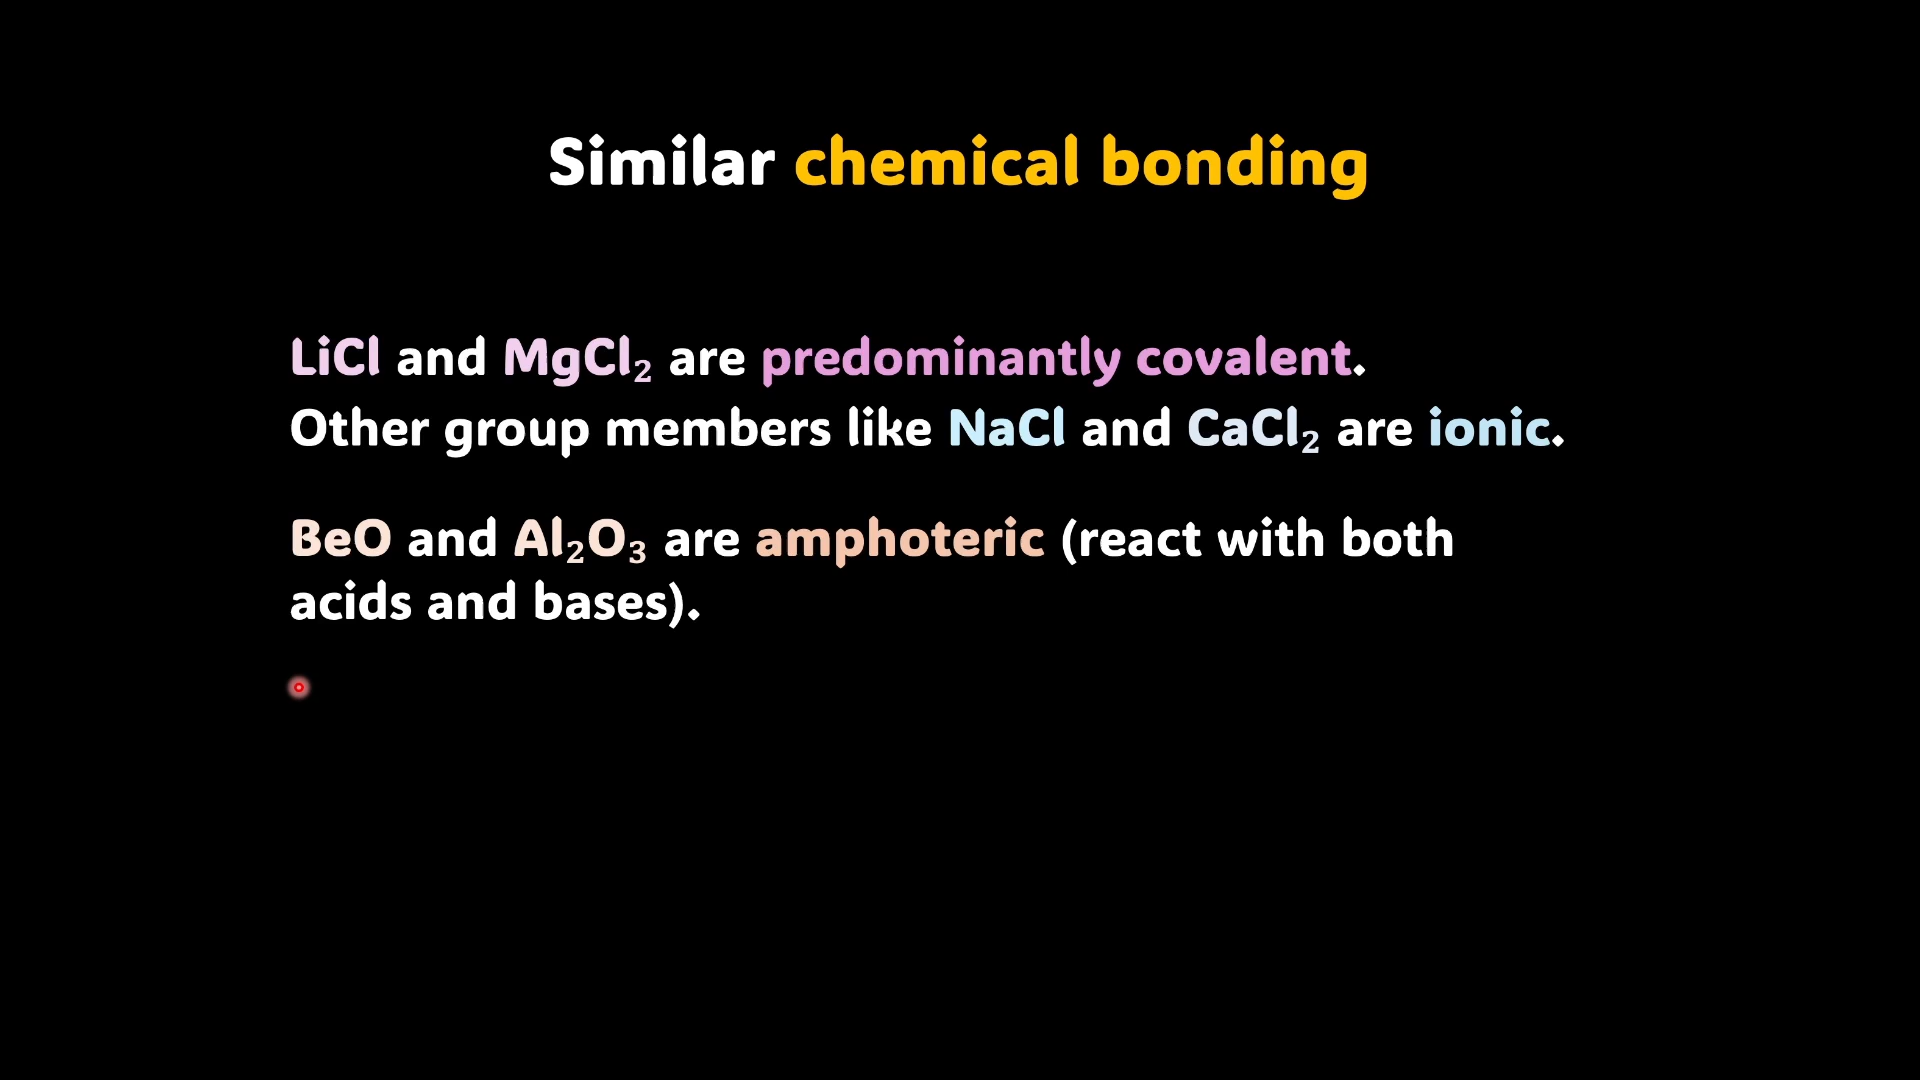 Similar chemical bonding
LiCl and MgCl₂ are predominantly covalent.
Other group members like NaCl and CaCl₂ are ionic.
BeO and Al₂O₃ are amphoteric (react with both
acids and bases).